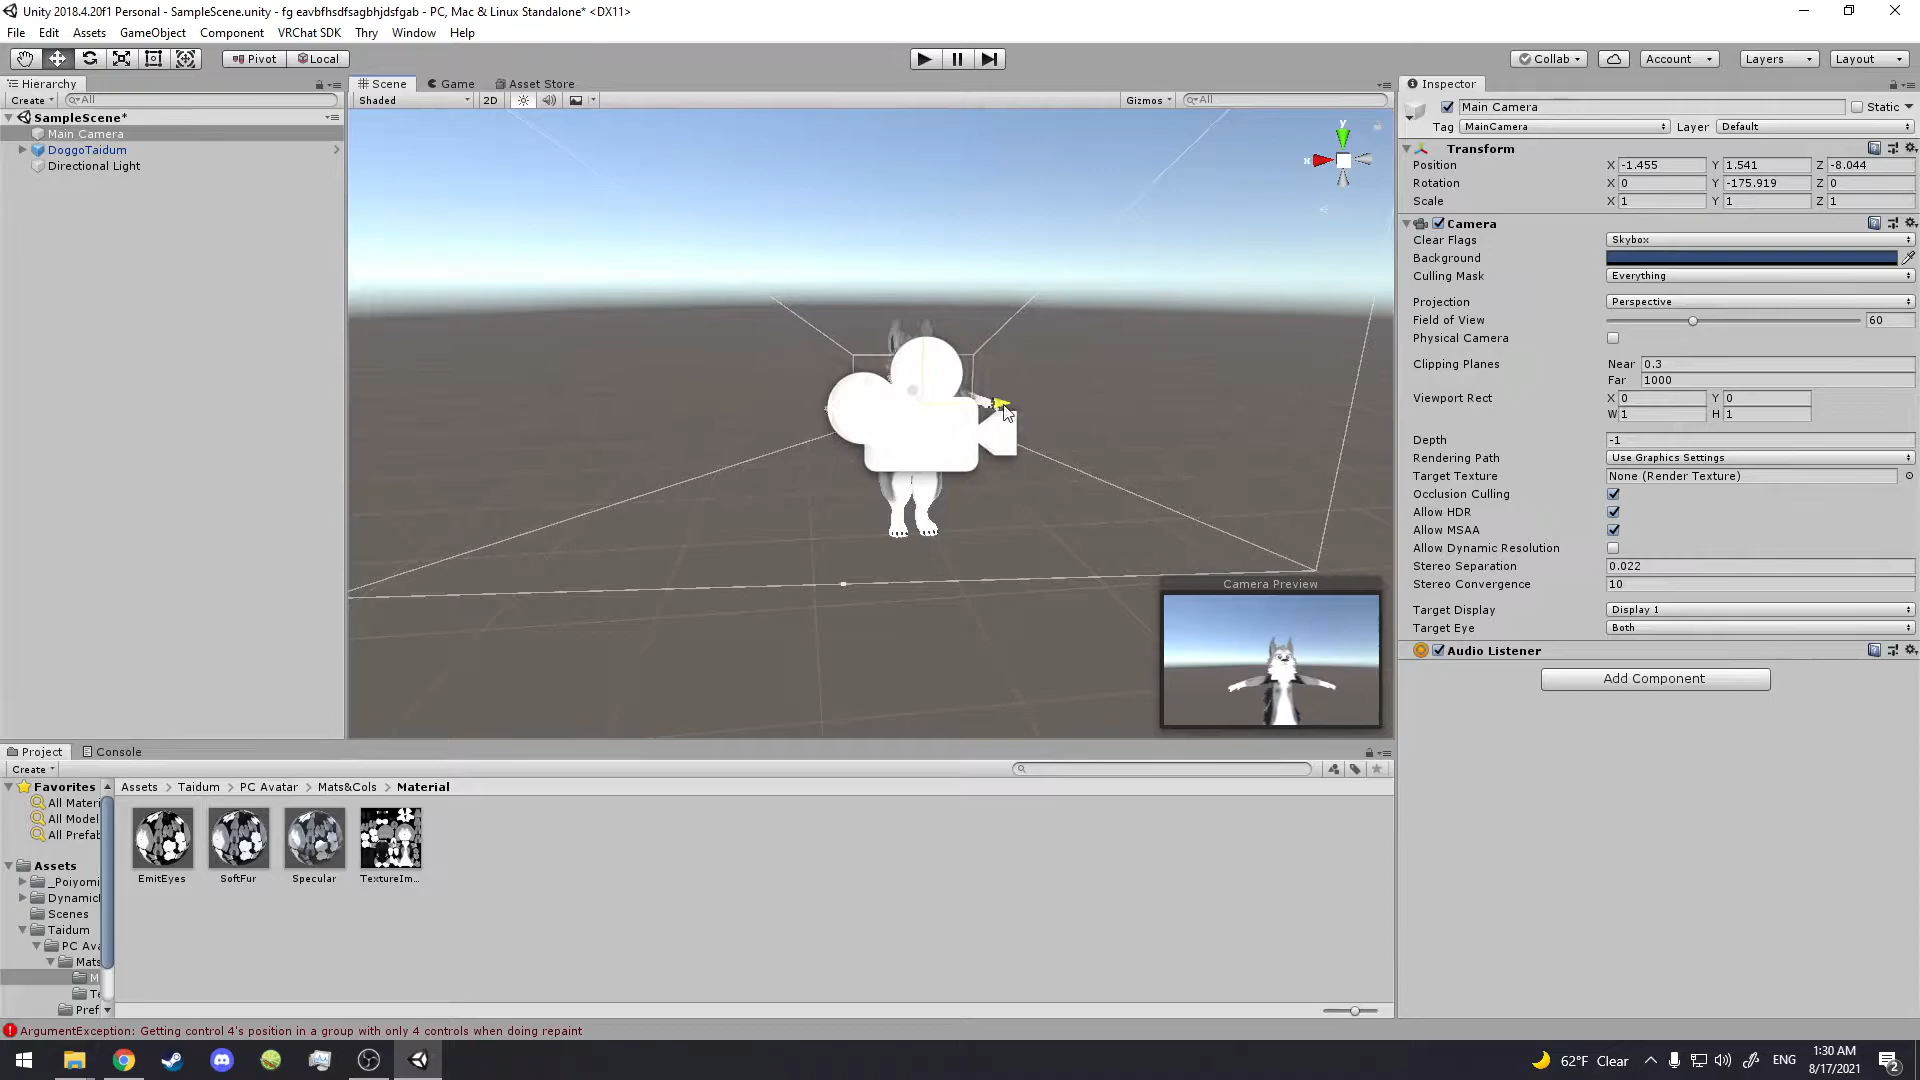 Unity 2018.4.20f1 Personal - SampleScene.unity - fg eavbfhsdfsagbhjdsfgab - PC, Mac & Linux Standalone* <DX11>
File Edit Assets GameObject Component VRChat SDK Thry Window Help
Pivot Local Collab Account Layers Layout
Hierarchy
Create All
SampleScene*
Main Camera
DoggoTaidum
Directional Light
Scene Game Asset Store
Shaded 2D Gizmos All
y
x
Camera Preview
Inspector
Main Camera Static
Tag MainCamera Layer Default
Transform
Position X -1.455 Y 1.541 Z -8.044
Rotation X 0 Y -175.919 Z 0
Scale X 1 Y 1 Z 1
Camera
Clear Flags Skybox
Background
Culling Mask Everything
Projection Perspective
Field of View 60
Physical Camera
Clipping Planes Near 0.3
Far 1000
Viewport Rect X 0 Y 0
W 1 H 1
Depth -1
Rendering Path Use Graphics Settings
Target Texture None (Render Texture)
Occlusion Culling
Allow HDR
Allow MSAA
Allow Dynamic Resolution
Stereo Separation 0.022
Stereo Convergence 10
Target Display Display 1
Target Eye Both
Audio Listener
Add Component
Project Console
Create
Favorites
All Materi
All Model
All Prefab
Assets
_Poiyomi
Dynamic
Scenes
Taidum
PC Ava
Mats
M
Te
Pref
Assets > Taidum > PC Avatar > Mats&Cols > Material
EmitEyes SoftFur Specular TextureIm...
ArgumentException: Getting control 4's position in a group with only 4 controls when doing repaint
62°F Clear ENG
1:30 AM
8/17/2021
2